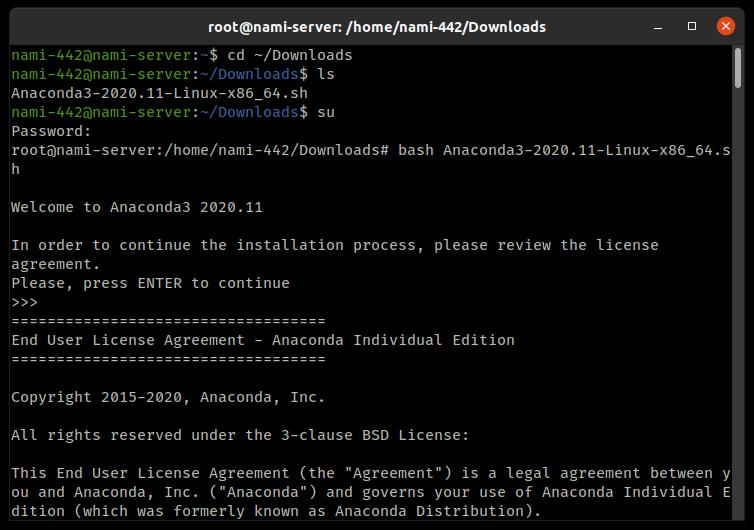 root@nami-server: /home/nami-442/Downloads
nami-442@nami-server:~$ cd ~/Downloads
nami-442@nami-server:~/Downloads$ ls
Anaconda3-2020.11-Linux-x86_64.sh
nami-442@nami-server:~/Downloads$ su
Password:
root@nami-server:/home/nami-442/Downloads# bash Anaconda3-2020.11-Linux-x86_64.s
h
Welcome to Anaconda3 2020.11
In order to continue the installation process, please review the license
agreement.
Please, press ENTER to continue
>>>
===================================
End User License Agreement - Anaconda Individual Edition
===================================
Copyright 2015-2020, Anaconda, Inc.
All rights reserved under the 3-clause BSD License:
This End User License Agreement (the "Agreement") is a legal agreement between y
ou and Anaconda, Inc. ("Anaconda") and governs your use of Anaconda Individual E
dition (which was formerly known as Anaconda Distribution).